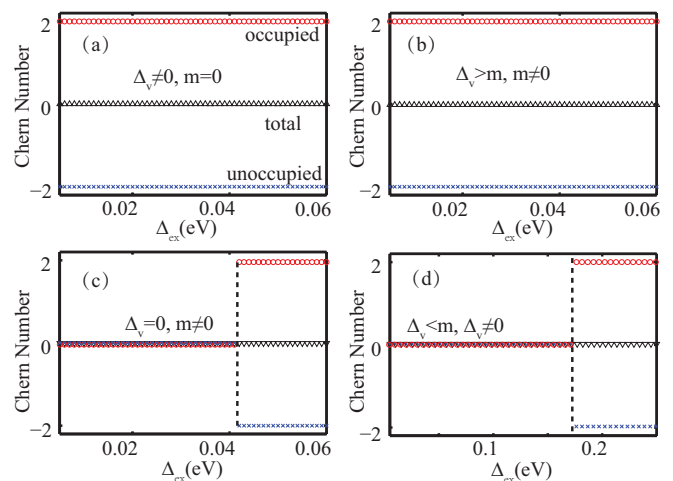 2
(a)
occupied
Δv≠0, m=0
Chern Number
0
total
unoccupied
−2
0.02 0.04 0.06
Δex(eV)
2
(b)
Δv>m, m≠0
Chern Number
0
−2
0.02 0.04 0.06
Δex(eV)
2
(c)
Δv=0, m≠0
Chern Number
0
−2
0.02 0.04 0.06
Δex(eV)
2
(d)
Δv<m, Δv≠0
Chern Number
0
−2
0.1 0.2
Δex(eV)